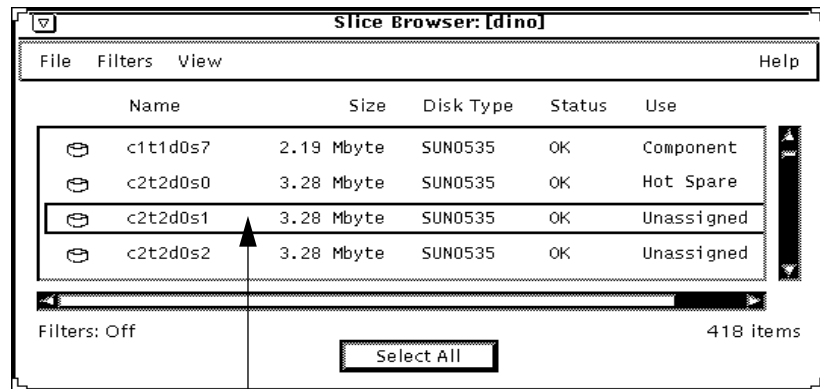 Slice Browser: [dino]
File Filters View Help
Name Size Disk Type Status Use
c1t1d0s7 2.19 Mbyte SUN0535 OK Component
c2t2d0s0 3.28 Mbyte SUN0535 OK Hot Spare
c2t2d0s1 3.28 Mbyte SUN0535 OK Unassigned
c2t2d0s2 3.28 Mbyte SUN0535 OK Unassigned
Filters: Off 418 items
Select All